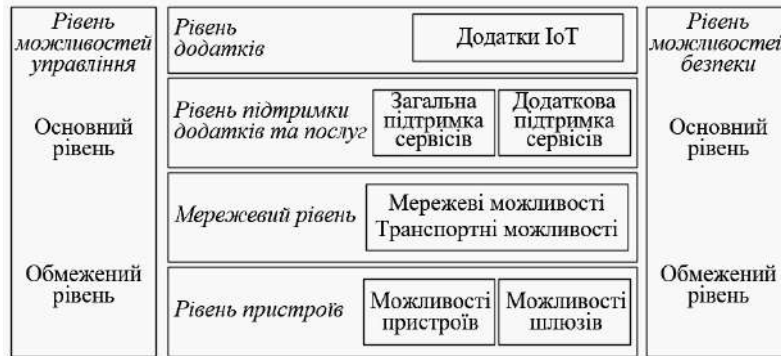 Рівень
можливостей
управління
Основний
рівень
Обмежений
рівень
Рівень
додатків
Додатки IoT
Рівень підтримки
додатків та послуг
Загальна
підтримка
сервісів
Додаткова
підтримка
сервісів
Мережевий рівень
Мережеві можливості
Транспортні можливості
Рівень пристроїв
Можливості
пристроїв
Можливості
шлюзів
Рівень
можливостей
безпеки
Основний
рівень
Обмежений
рівень